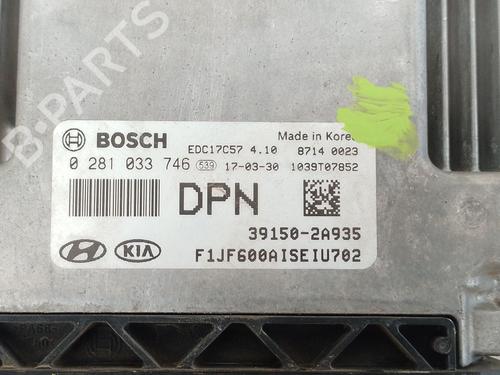 B-PARTS
BOSCH
EDC17C57 4.10
Made in Korea
0 281 033 746
539
17-03-30
8714 0023
1039T07852
DPN
39150-2A935
KIA
F1JF600AISEIU702